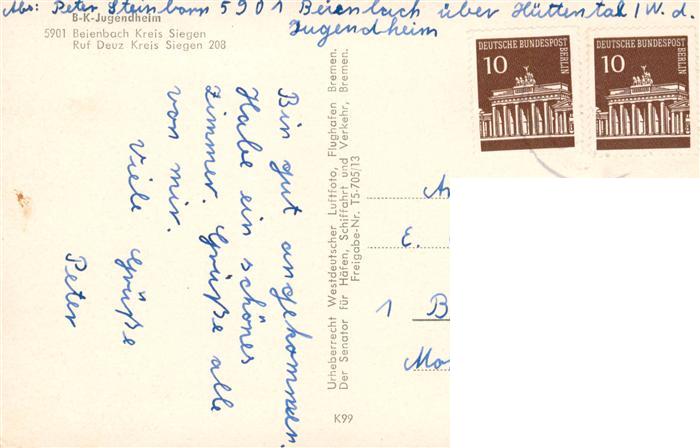 Abs: Peter Steinborn 5901 Beienbach über Hüttental/W. d.
Jugendheim
B-K-Jugendheim
5901 Beienbach Kreis Siegen
Ruf Deuz Kreis Siegen 208
Bin gut angekommen.
Habe ein schönes
Zimmer. Grüße alle
von mir.
Viele Grüße
Peter
Urheberrecht Westdeutscher Luftfoto, Flughafen Bremen.
Der Senator für Häfen, Schiffahrt und Verkehr, Bremen.
Freigabe-Nr. T5-705/13
K99
DEUTSCHE BUNDESPOST
BERLIN
10
DEUTSCHE BUNDESPOST
BERLIN
10
E.
1 B